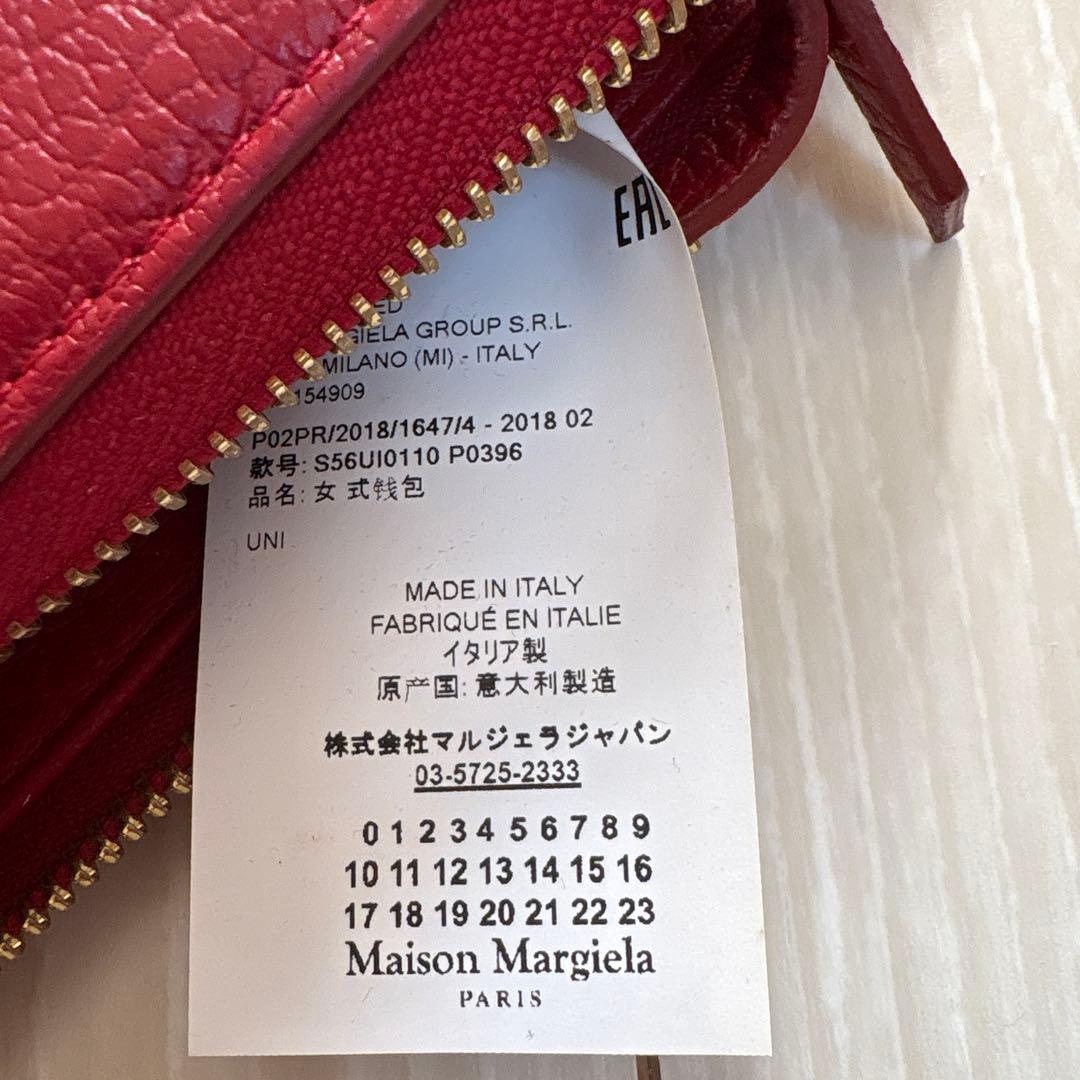 EAC
GROUP S.R.L.
MILANO (MI) - ITALY
154909
P02PR/2018/1647/4 - 2018 02
款号: S56UI0110 P0396
品名: 女 式钱包
UNI
MADE IN ITALY
FABRIQUÉ EN ITALIE
イタリア製
原产国: 意大利製造
株式会社マルジェラジャパン
03-5725-2333
0 1 2 3 4 5 6 7 8 9
10 11 12 13 14 15 16
17 18 19 20 21 22 23
Maison Margiela
PARIS